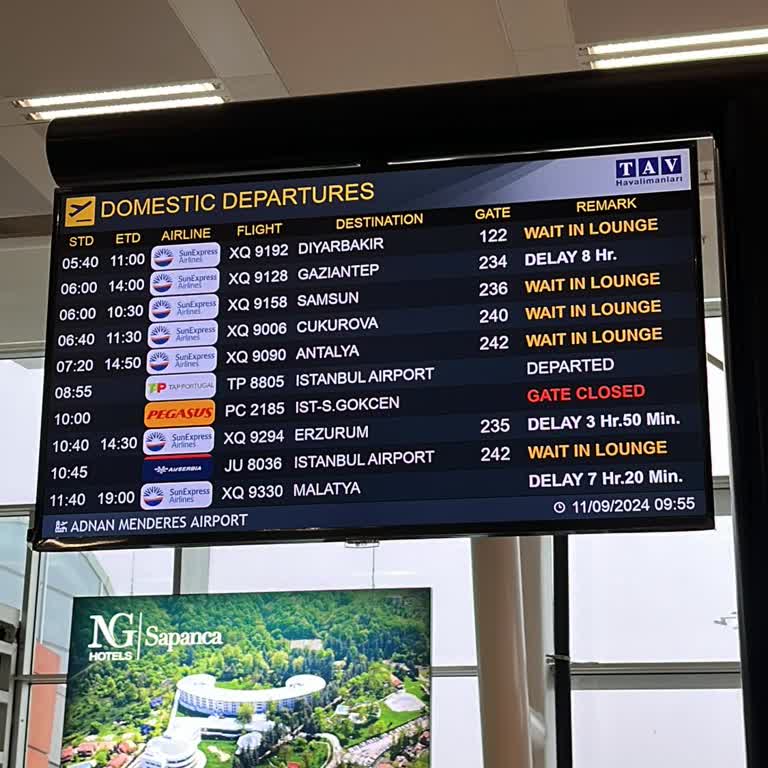 TAV
Havalimanları
DOMESTIC DEPARTURES
STD ETD AIRLINE FLIGHT DESTINATION GATE REMARK
05:40 11:00 SunExpress Airlines XQ 9192 DIYARBAKIR 122 WAIT IN LOUNGE
06:00 14:00 SunExpress Airlines XQ 9128 GAZIANTEP 234 DELAY 8 Hr.
06:00 10:30 SunExpress Airlines XQ 9158 SAMSUN 236 WAIT IN LOUNGE
06:40 11:30 SunExpress Airlines XQ 9006 CUKUROVA 240 WAIT IN LOUNGE
07:20 14:50 SunExpress Airlines XQ 9090 ANTALYA 242 WAIT IN LOUNGE
08:55 TP TAP PORTUGAL TP 8805 ISTANBUL AIRPORT DEPARTED
10:00 PEGASUS PC 2185 IST-S.GOKCEN GATE CLOSED
10:40 14:30 SunExpress Airlines XQ 9294 ERZURUM 235 DELAY 3 Hr.50 Min.
10:45 AIRSERBIA JU 8036 ISTANBUL AIRPORT 242 WAIT IN LOUNGE
11:40 19:00 SunExpress Airlines XQ 9330 MALATYA DELAY 7 Hr.20 Min.
ADNAN MENDERES AIRPORT 11/09/2024 09:55
NG HOTELS Sapanca